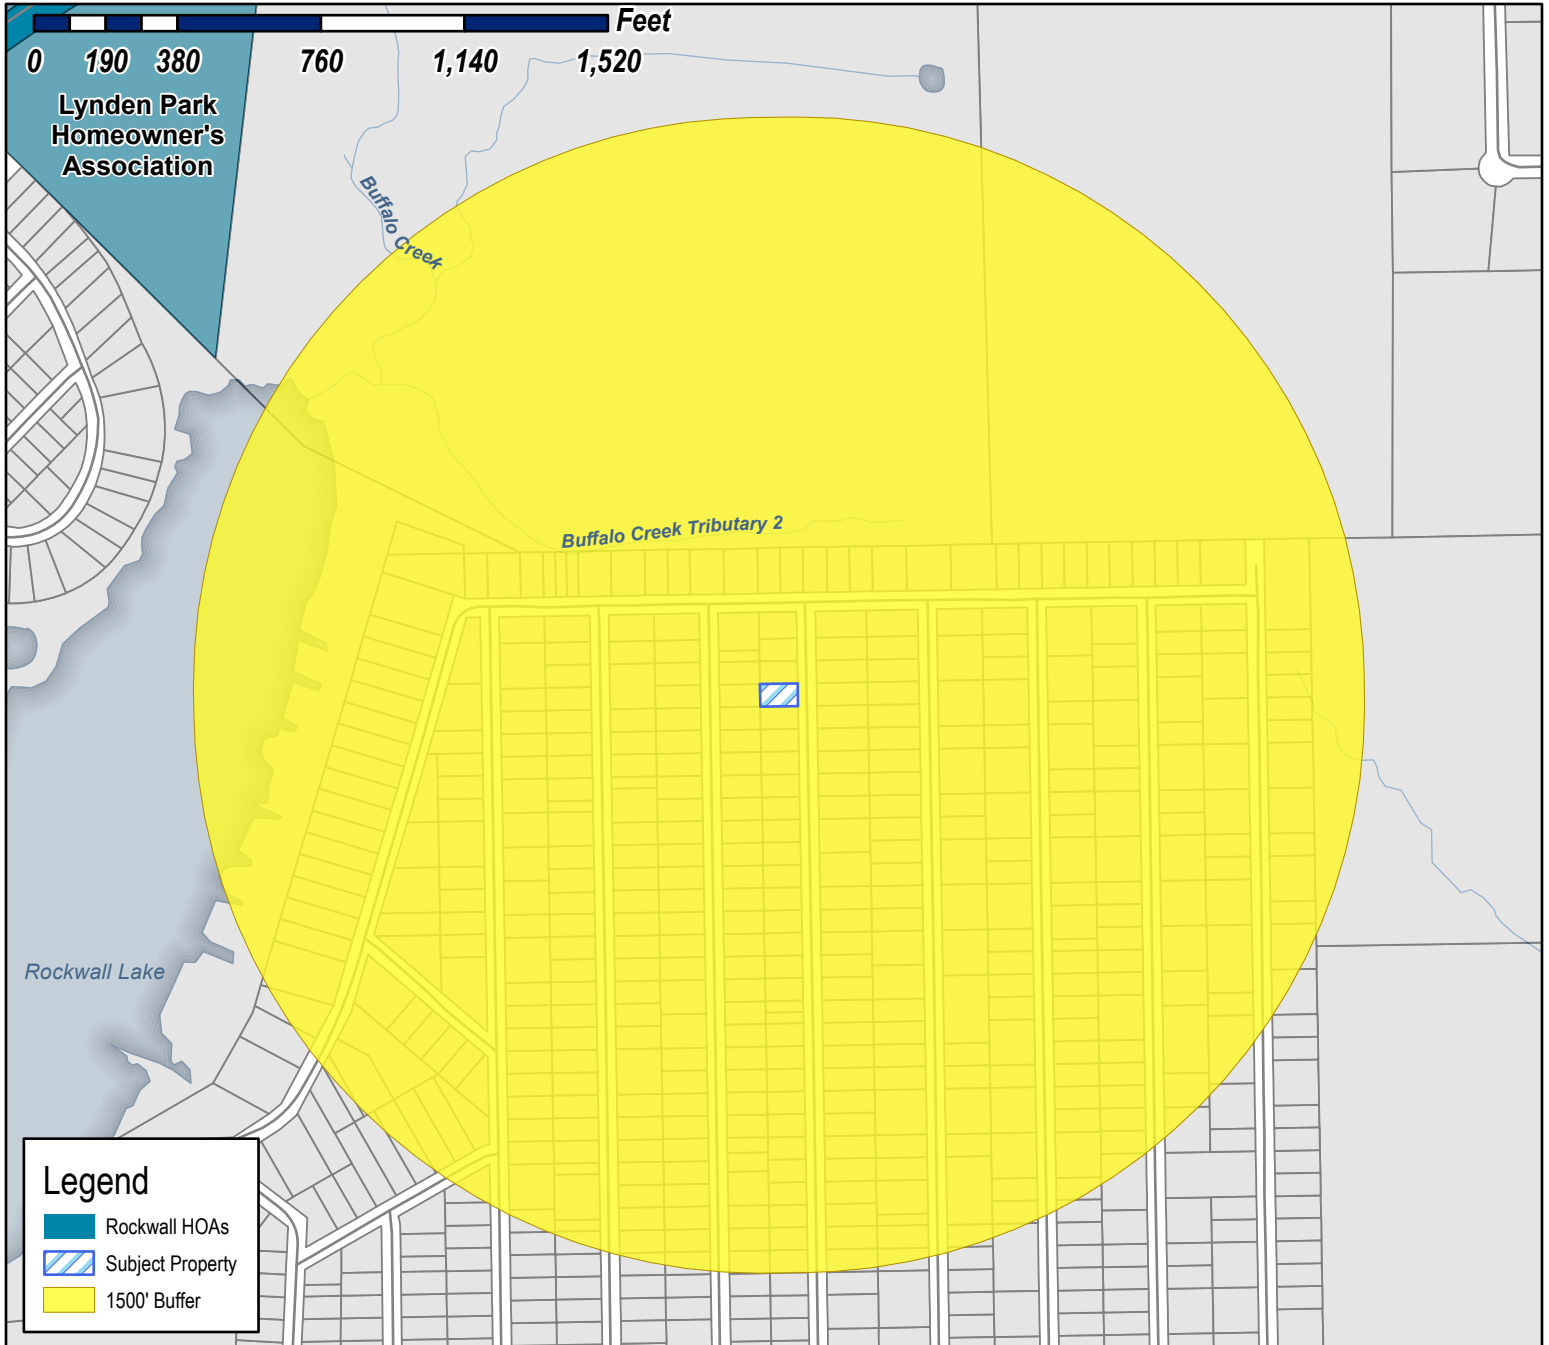 Feet
0 190 380 760 1,140 1,520
Lynden Park
Homeowner's
Association
Buffalo Creek
Buffalo Creek Tributary 2
Rockwall Lake
Legend
Rockwall HOAs
Subject Property
1500' Buffer